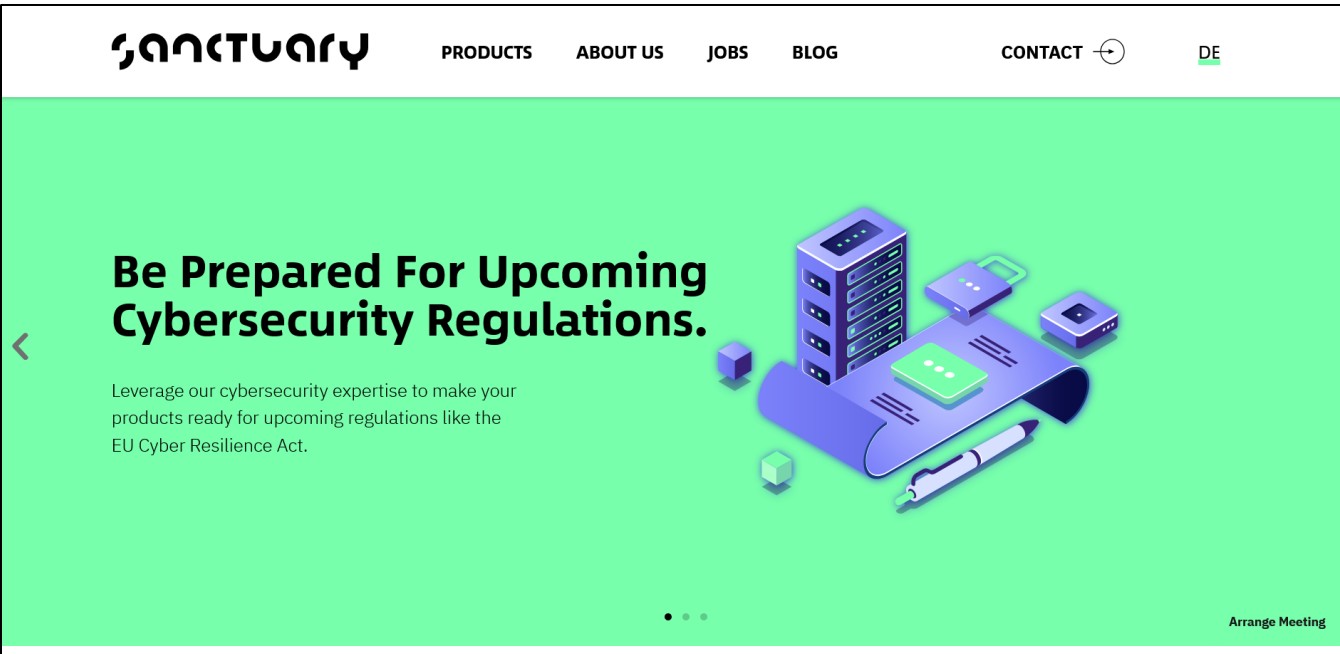 sanctuary
PRODUCTS
ABOUT US
JOBS
BLOG
CONTACT
DE
Be Prepared For Upcoming
Cybersecurity Regulations.
Leverage our cybersecurity expertise to make your
products ready for upcoming regulations like the
EU Cyber Resilience Act.
Arrange Meeting